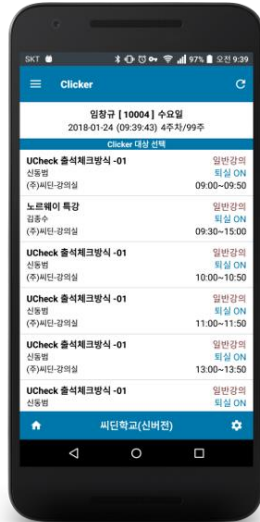 SKT 97% 오전 9:39
Clicker
임창규 [ 10004 ] 수요일
2018-01-24 (09:39:43) 4주차/99주
Clicker 대상 선택
UCheck 출석체크방식 -01 일반강의
신동범 퇴실 ON
(주)씨딘-강의실 09:00~09:50
노르웨이 특강 일반강의
김종수 퇴실 ON
(주)씨딘-강의실 09:30~15:00
UCheck 출석체크방식 -01 일반강의
신동범 퇴실 ON
(주)씨딘-강의실 10:00~10:50
UCheck 출석체크방식 -01 일반강의
신동범 퇴실 ON
(주)씨딘-강의실 11:00~11:50
UCheck 출석체크방식 -01 일반강의
신동범 퇴실 ON
(주)씨딘-강의실 13:00~13:50
UCheck 출석체크방식 -01 일반강의
신동범 퇴실 ON
씨딘학교(신버전)